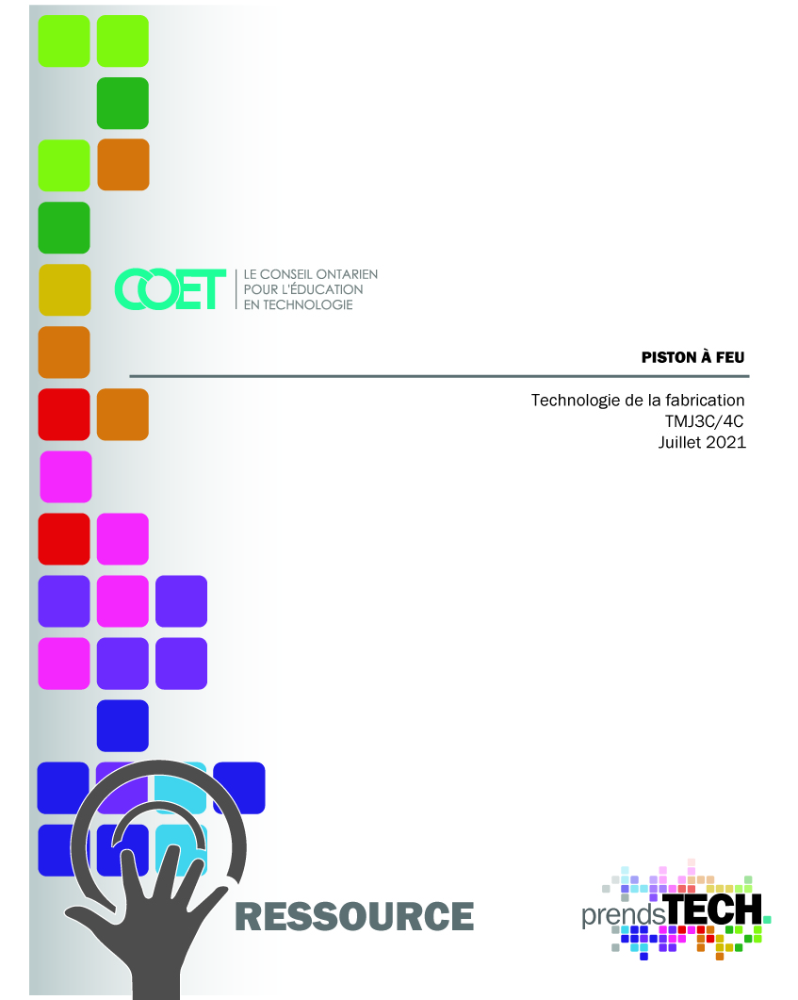 COET
LE CONSEIL ONTARIEN
POUR L'ÉDUCATION
EN TECHNOLOGIE
PISTON À FEU
Technologie de la fabrication
TMJ3C/4C
Juillet 2021
RESSOURCE
prendsTECH.